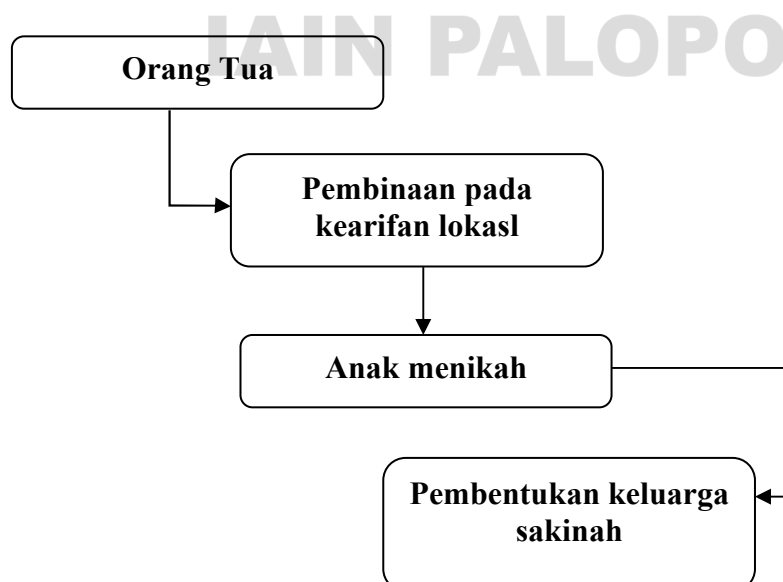 IAIN PALOPO
Orang Tua
Pembinaan pada
kearifan lokasl
Anak menikah
Pembentukan keluarga
sakinah